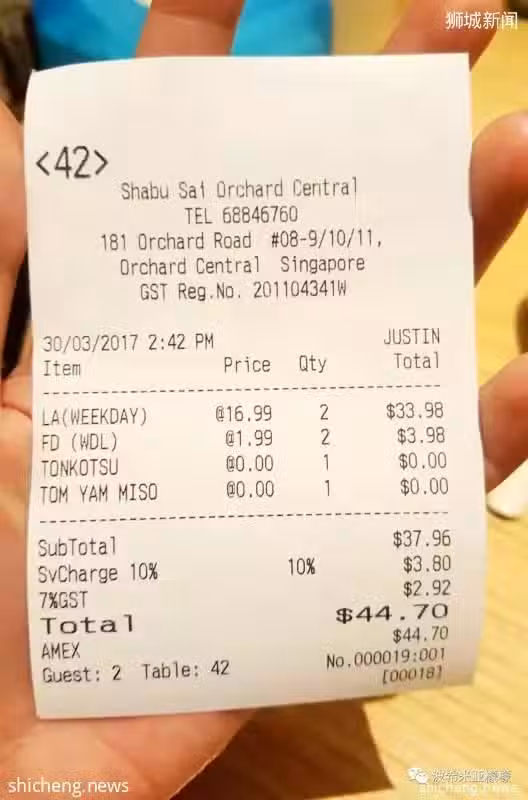 狮城新闻
<42>
Shabu Sai Orchard Central
TEL 68846760
181 Orchard Road #08-9/10/11,
Orchard Central Singapore
GST Reg.No. 201104341W
30/03/2017 2:42 PM JUSTIN
Item Price Qty Total
LA(WEEKDAY) @16.99 2 $33.98
FD (WDL) @1.99 2 $3.98
TONKOTSU @0.00 1 $0.00
TOM YAM MISO @0.00 1 $0.00
SubTotal $37.96
SvCharge 10% 10% $3.80
7%GST $2.92
Total $44.70
AMEX $44.70
Guest: 2 Table: 42 No.000019:001
[00018]
shicheng.news
shicheng.news